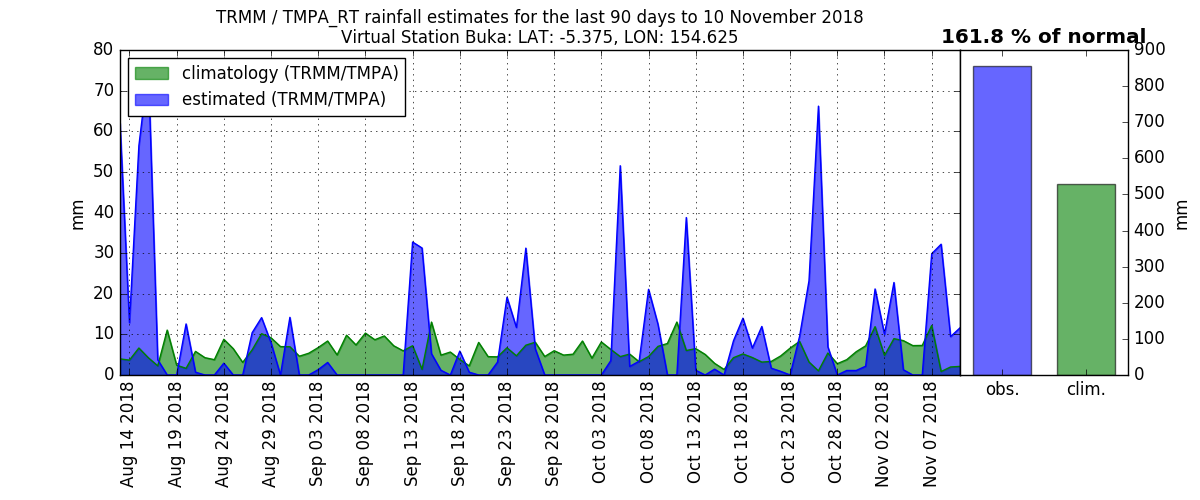 TRMM / TMPA_RT rainfall estimates for the last 90 days to 10 November 2018
Virtual Station Buka: LAT: -5.375, LON: 154.625
161.8 % of normal
climatology (TRMM/TMPA)
estimated (TRMM/TMPA)
80
70
60
50
40
30
20
10
0
mm
Aug 14 2018
Aug 19 2018
Aug 24 2018
Aug 29 2018
Sep 03 2018
Sep 08 2018
Sep 13 2018
Sep 18 2018
Sep 23 2018
Sep 28 2018
Oct 03 2018
Oct 08 2018
Oct 13 2018
Oct 18 2018
Oct 23 2018
Oct 28 2018
Nov 02 2018
Nov 07 2018
900
800
700
600
500
400
300
200
100
0
mm
obs.
clim.